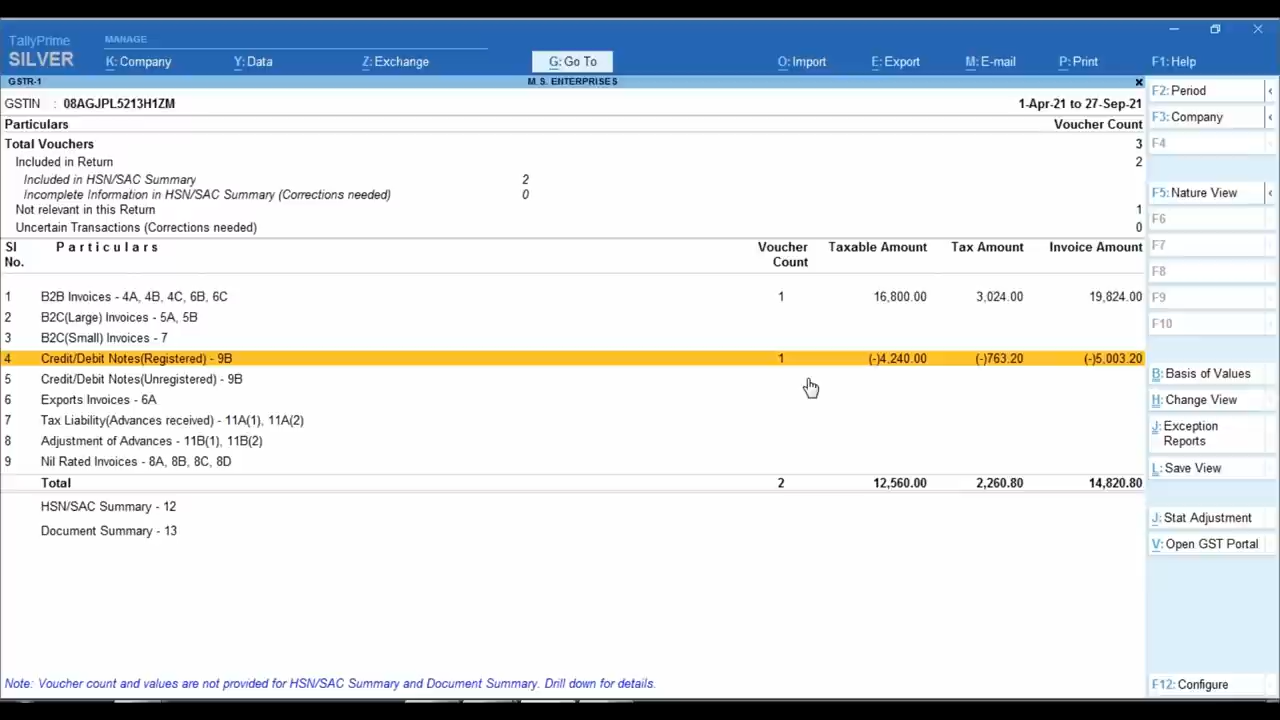 TallyPrime
SILVER
MANAGE
K: Company Y: Data Z: Exchange G: Go To O: Import E: Export M: E-mail P: Print F1: Help
GSTR-1 M.S. ENTERPRISES x
GSTIN : 08AGJPL5213H1ZM 1-Apr-21 to 27-Sep-21
Particulars Voucher Count
Total Vouchers 3
Included in Return 2
Included in HSN/SAC Summary 2
Incomplete Information in HSN/SAC Summary (Corrections needed) 0
Not relevant in this Return 1
Uncertain Transactions (Corrections needed) 0
Sl No. Particulars Voucher Count Taxable Amount Tax Amount Invoice Amount
1 B2B Invoices - 4A, 4B, 4C, 6B, 6C 1 16,800.00 3,024.00 19,824.00
2 B2C(Large) Invoices - 5A, 5B
3 B2C(Small) Invoices - 7
4 Credit/Debit Notes(Registered) - 9B 1 (-)4,240.00 (-)763.20 (-)5,003.20
5 Credit/Debit Notes(Unregistered) - 9B
6 Exports Invoices - 6A
7 Tax Liability(Advances received) - 11A(1), 11A(2)
8 Adjustment of Advances - 11B(1), 11B(2)
9 Nil Rated Invoices - 8A, 8B, 8C, 8D
Total 2 12,560.00 2,260.80 14,820.80
HSN/SAC Summary - 12
Document Summary - 13
Note: Voucher count and values are not provided for HSN/SAC Summary and Document Summary. Drill down for details.
F2: Period
F3: Company
F4
F5: Nature View
F6
F7
F8
F9
F10
B: Basis of Values
H: Change View
J: Exception
Reports
L: Save View
J: Stat Adjustment
V: Open GST Portal
F12: Configure